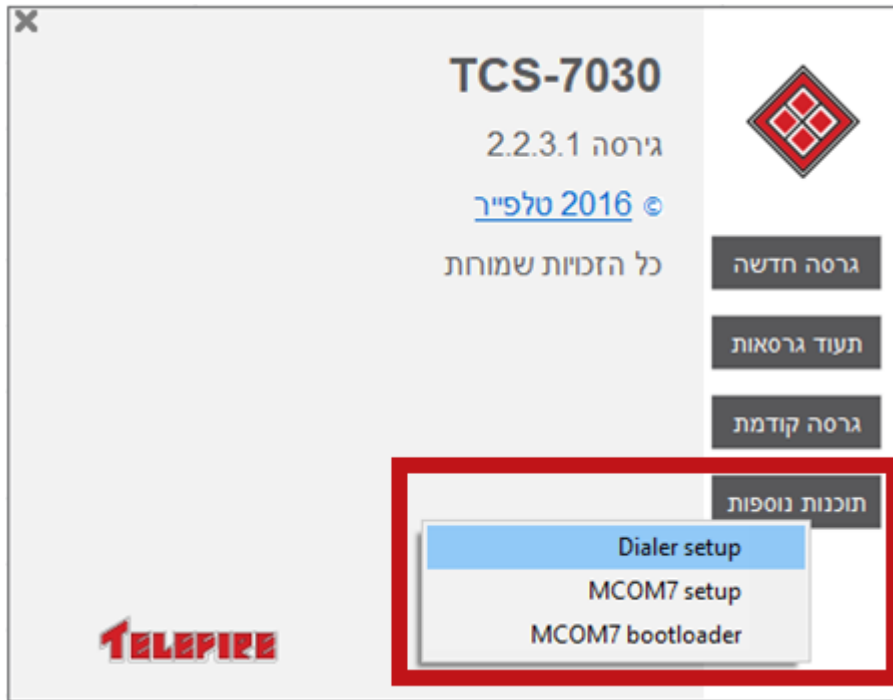 TCS-7030
גירסה 2.2.3.1
© 2016 טלפייר
כל הזכויות שמורות
גרסה חדשה
תעוד גרסאות
גרסה קודמת
תוכנות נוספות
Dialer setup
MCOM7 setup
MCOM7 bootloader
TELEFIRE